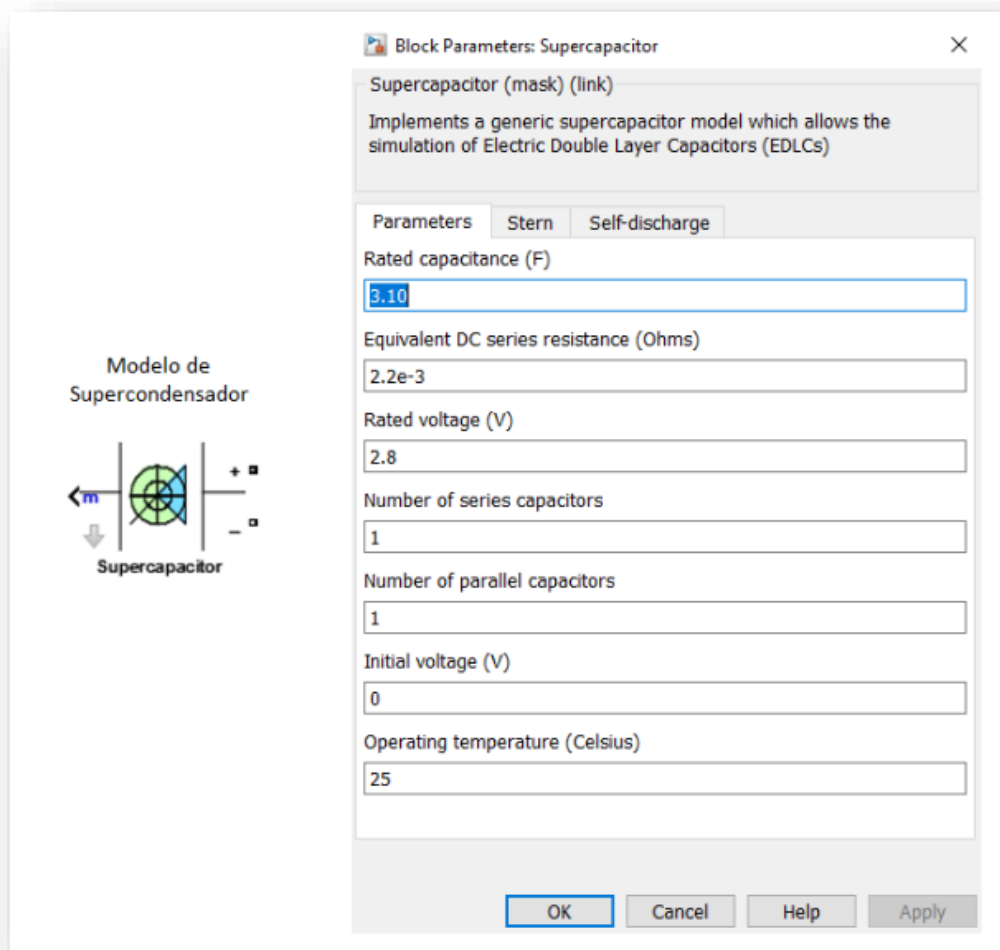 Block Parameters: Supercapacitor
Supercapacitor (mask) (link)
Implements a generic supercapacitor model which allows the
simulation of Electric Double Layer Capacitors (EDLCs)
Parameters
Stern
Self-discharge
Rated capacitance (F)
3.10
Equivalent DC series resistance (Ohms)
2.2e-3
Rated voltage (V)
2.8
Number of series capacitors
1
Number of parallel capacitors
1
Initial voltage (V)
0
Operating temperature (Celsius)
25
OK
Cancel
Help
Apply
Modelo de
Supercondensador
m
+
–
Supercapacitor